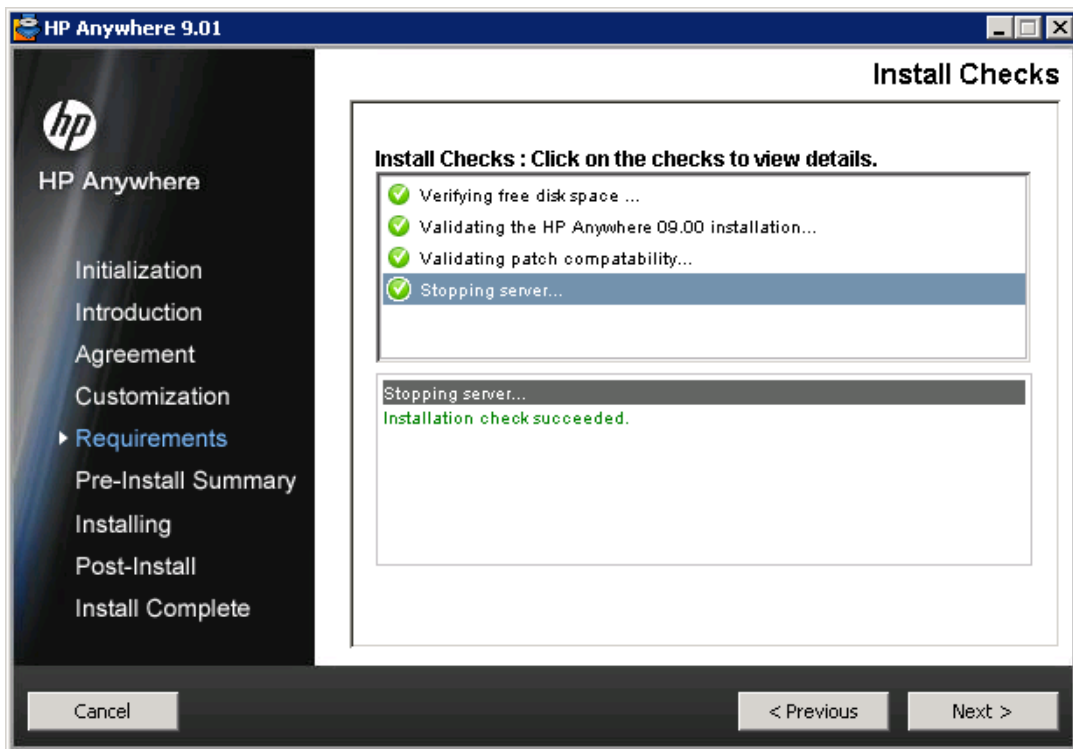 HP Anywhere 9.01
Install Checks
hp
HP Anywhere
Initialization
Introduction
Agreement
Customization
Requirements
Pre-Install Summary
Installing
Post-Install
Install Complete
Install Checks : Click on the checks to view details.
Verifying free disk space ...
Validating the HP Anywhere 09.00 installation...
Validating patch compatability...
Stopping server...
Stopping server...
Installation check succeeded.
Cancel
< Previous
Next >